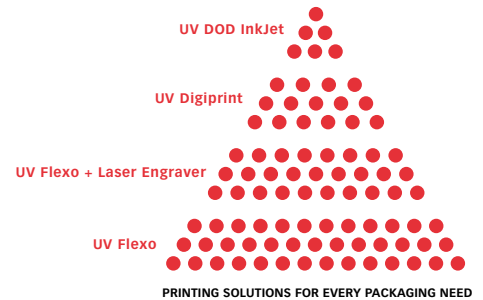 UV DOD InkJet
UV Digiprint
UV Flexo + Laser Engraver
UV Flexo
PRINTING SOLUTIONS FOR EVERY PACKAGING NEED